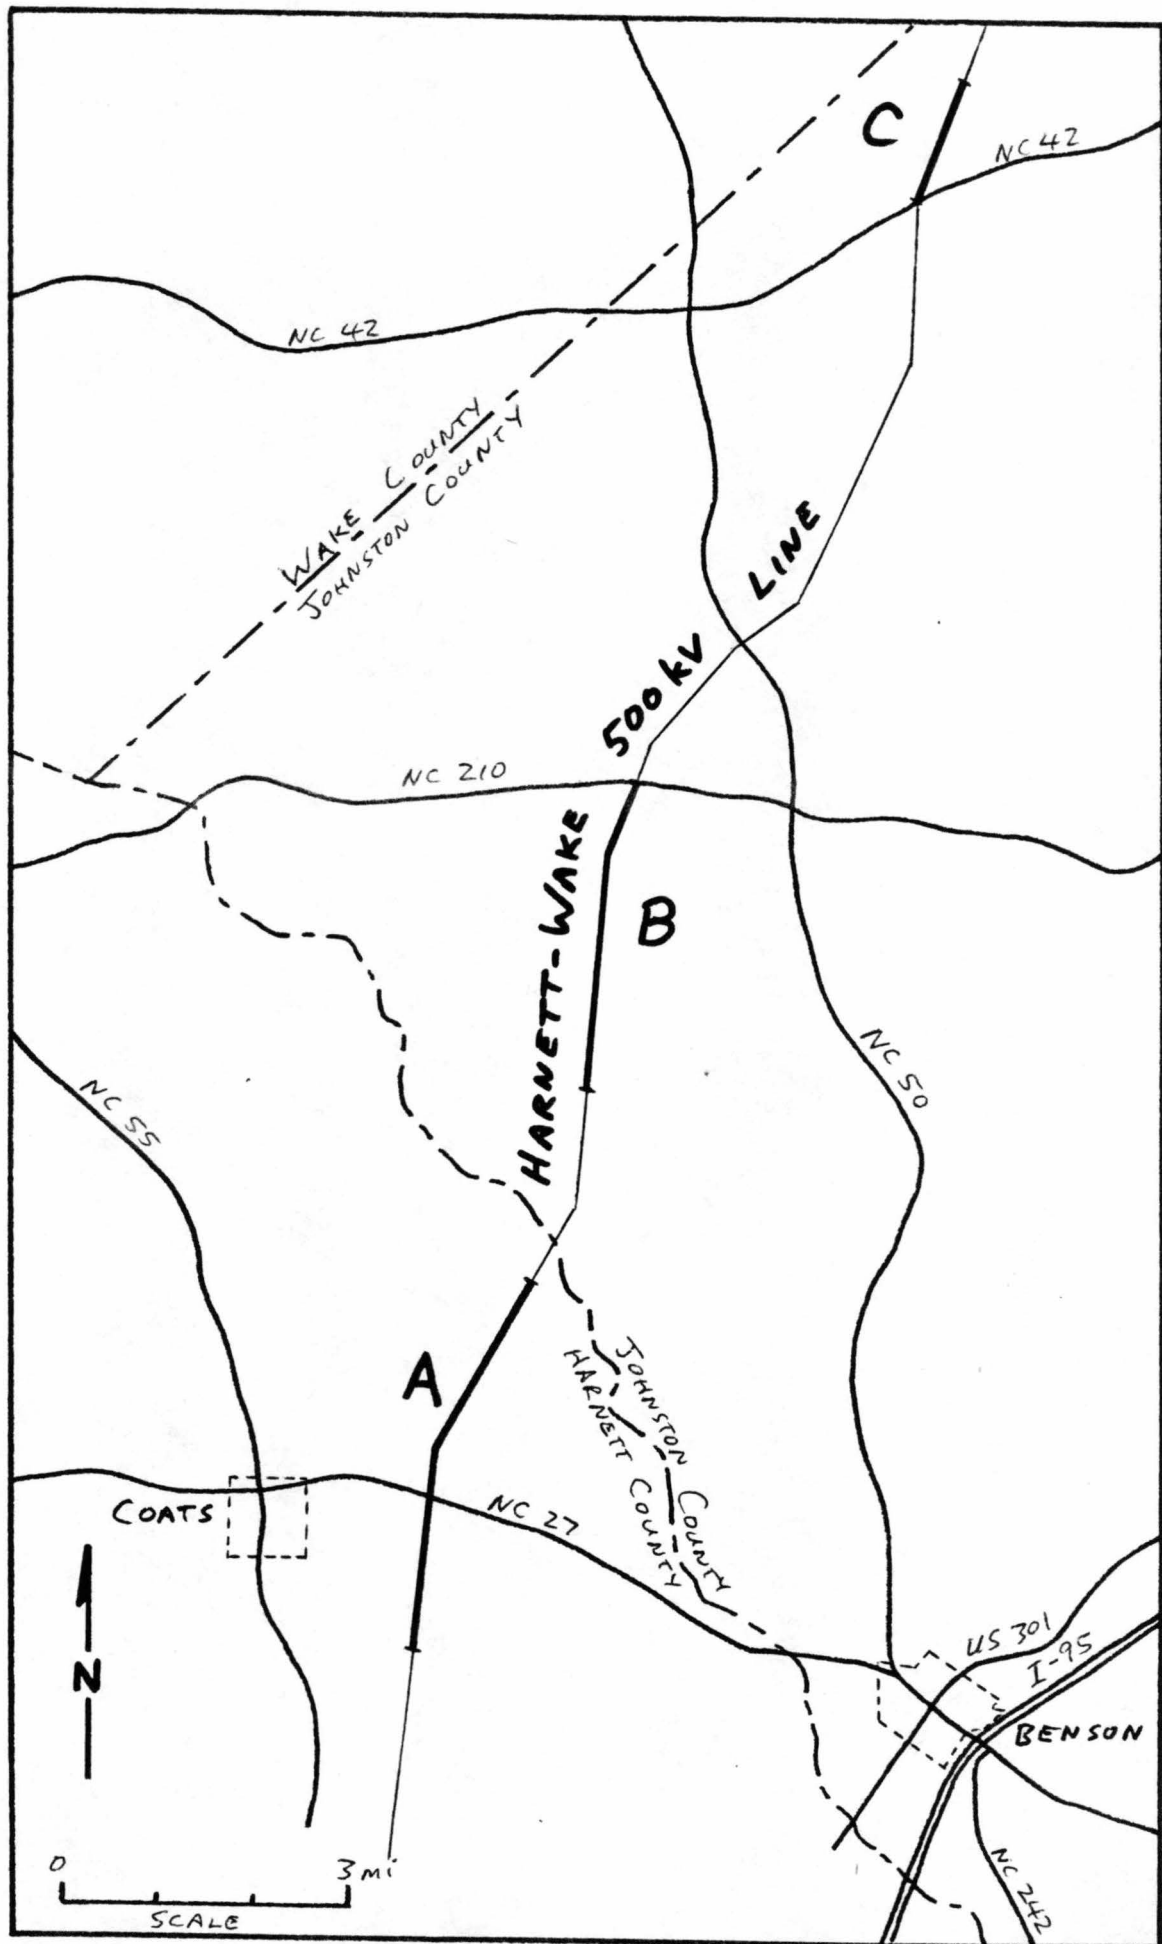 C
NC 42
NC 42
WAKE COUNTY
JOHNSTON COUNTY
LINE
500 kV
NC 210
HARNETT-WAKE
B
NC 50
NC 55
A
JOHNSTON COUNTY
HARNETT COUNTY
COATS
NC 27
N
US 301
I-95
BENSON
NC 242
0
3 mi
SCALE